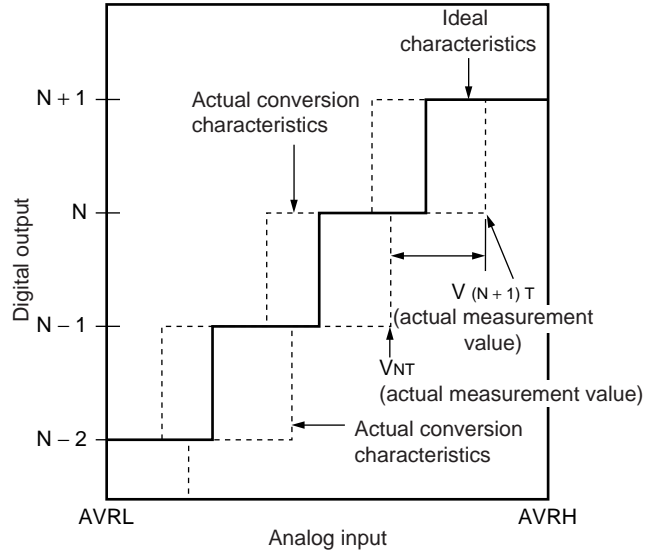 Ideal
characteristics
N + 1
Actual conversion
characteristics
N
Digital output
V (N + 1) T
(actual measurement
value)
N – 1
VNT
(actual measurement value)
Actual conversion
characteristics
N – 2
AVRL
AVRH
Analog input